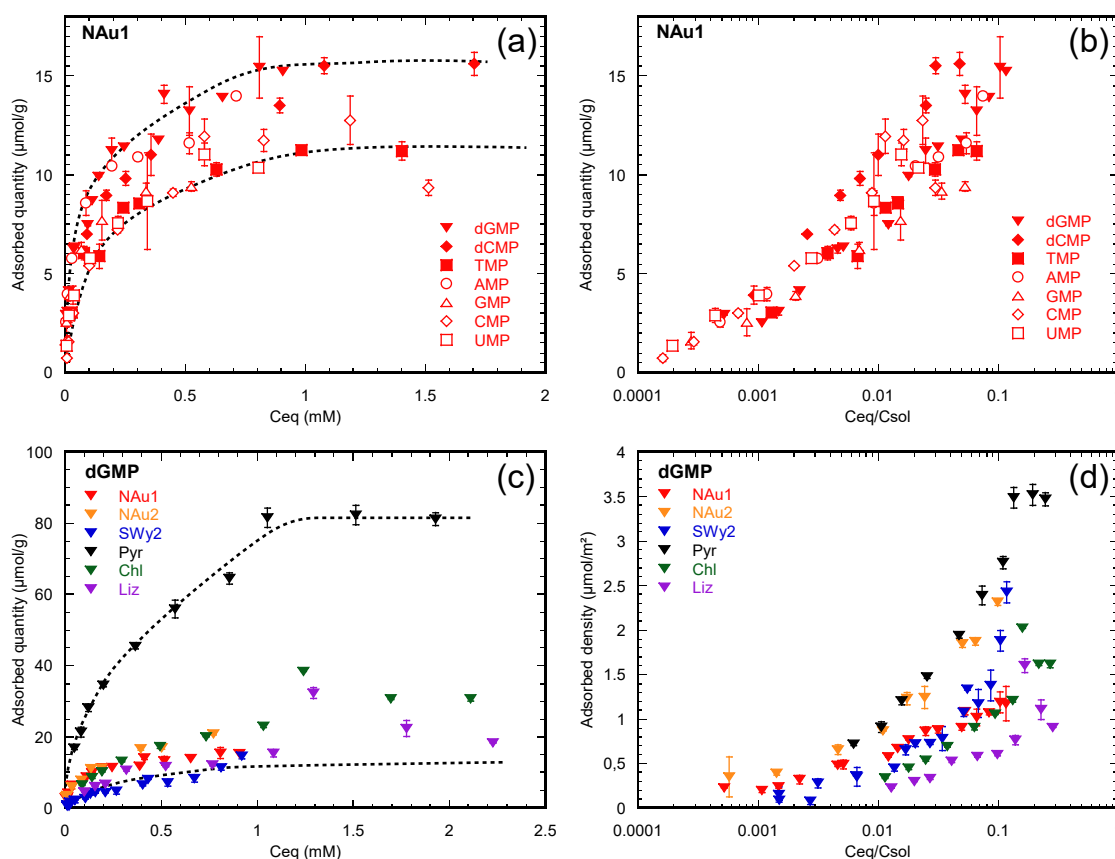 NAu1
(a)
Adsorbed quantity (µmol/g)
20
15
10
5
0
dGMP
dCMP
TMP
AMP
GMP
CMP
UMP
0
0.5
1
1.5
2
Ceq (mM)
NAu1
(b)
Adsorbed quantity (µmol/g)
20
15
10
5
0
dGMP
dCMP
TMP
AMP
GMP
CMP
UMP
0.0001
0.001
0.01
0.1
Ceq/Csol
dGMP
(c)
Adsorbed quantity (µmol/g)
100
80
60
40
20
0
NAu1
NAu2
SWy2
Pyr
Chl
Liz
0
0.5
1
1.5
2
2.5
Ceq (mM)
dGMP
(d)
Adsorbed density (µmol/m²)
4
3.5
3
2.5
2
1.5
1
0,5
0
NAu1
NAu2
SWy2
Pyr
Chl
Liz
0.0001
0.001
0.01
0.1
Ceq/Csol